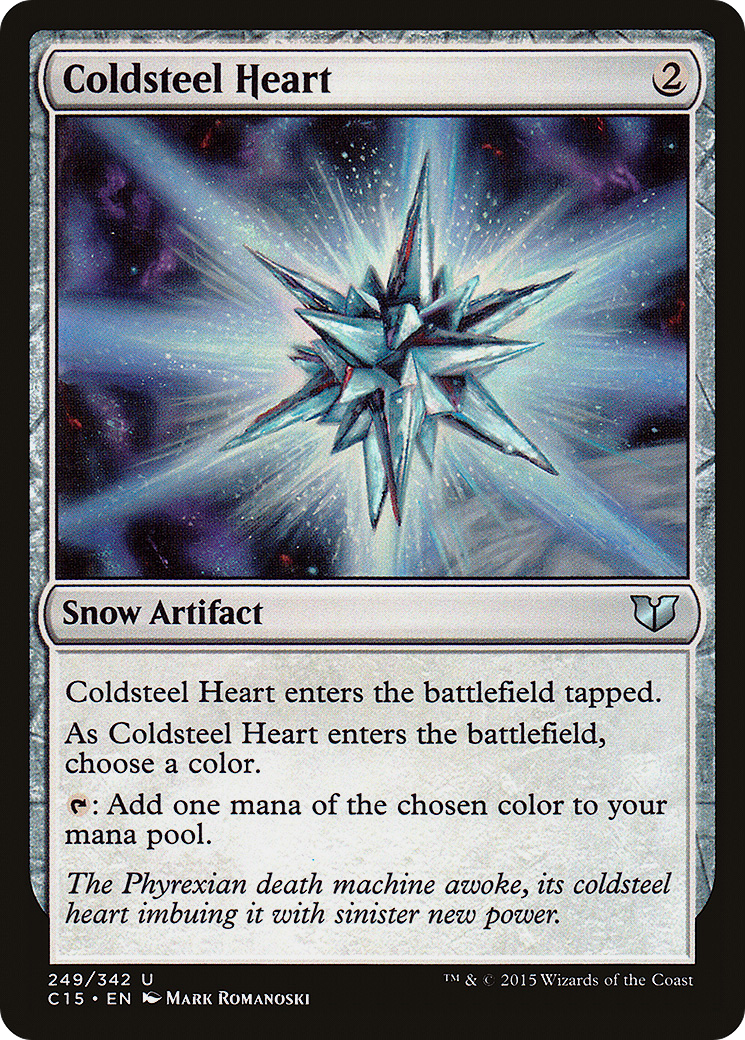 Coldsteel Heart 2
Snow Artifact
Coldsteel Heart enters the battlefield tapped.
As Coldsteel Heart enters the battlefield,
choose a color.
: Add one mana of the chosen color to your
mana pool.
The Phyrexian death machine awoke, its coldsteel
heart imbuing it with sinister new power.
249/342 U
C15 • EN Mark Romanoski
™ & © 2015 Wizards of the Coast